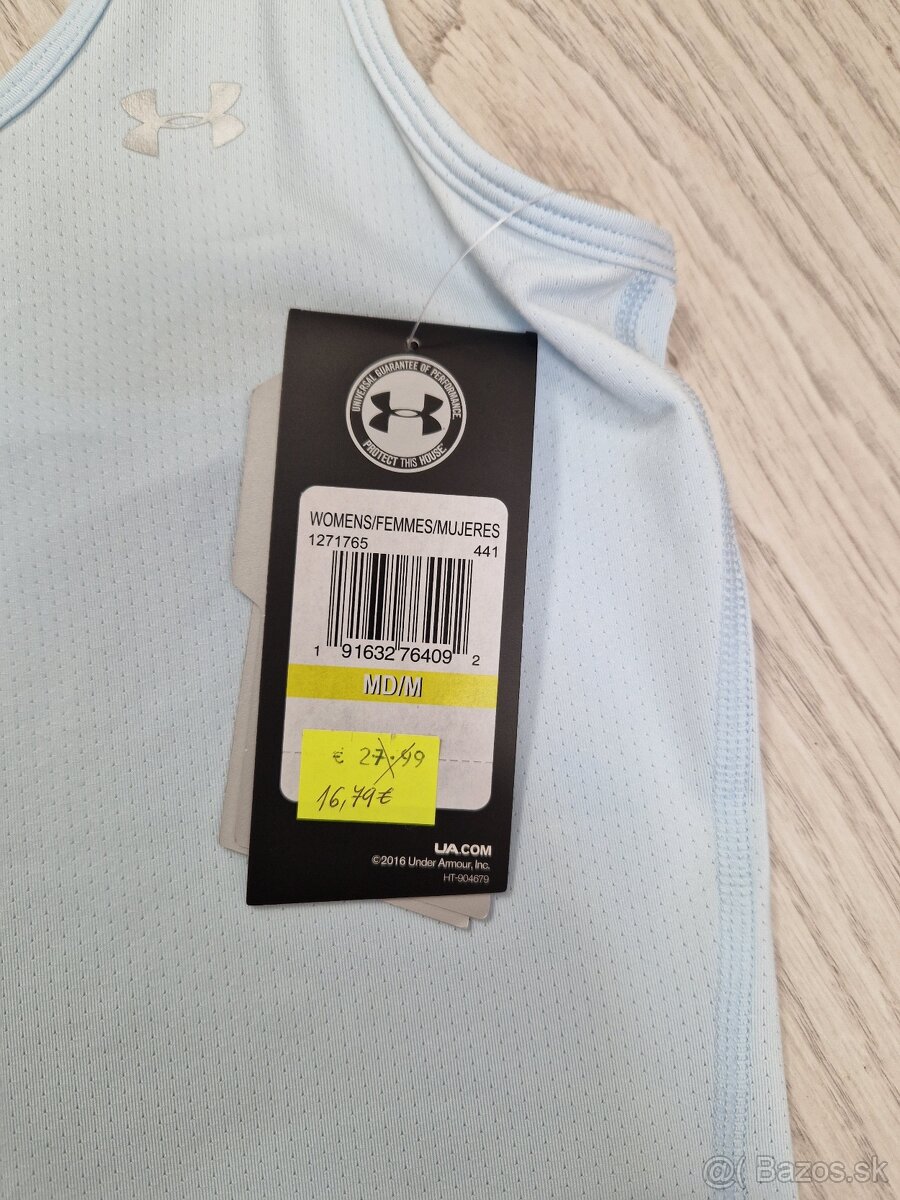 UNIVERSAL GUARANTEE OF PERFORMANCE
PROTECT THIS HOUSE
WOMENS/FEMMES/MUJERES
1271765 441
1 91632 76409 2
MD/M
€ 27.99
16,79€
UA.COM
©2016 Under Armour, Inc.
HT-904679
@( Bazos.sk